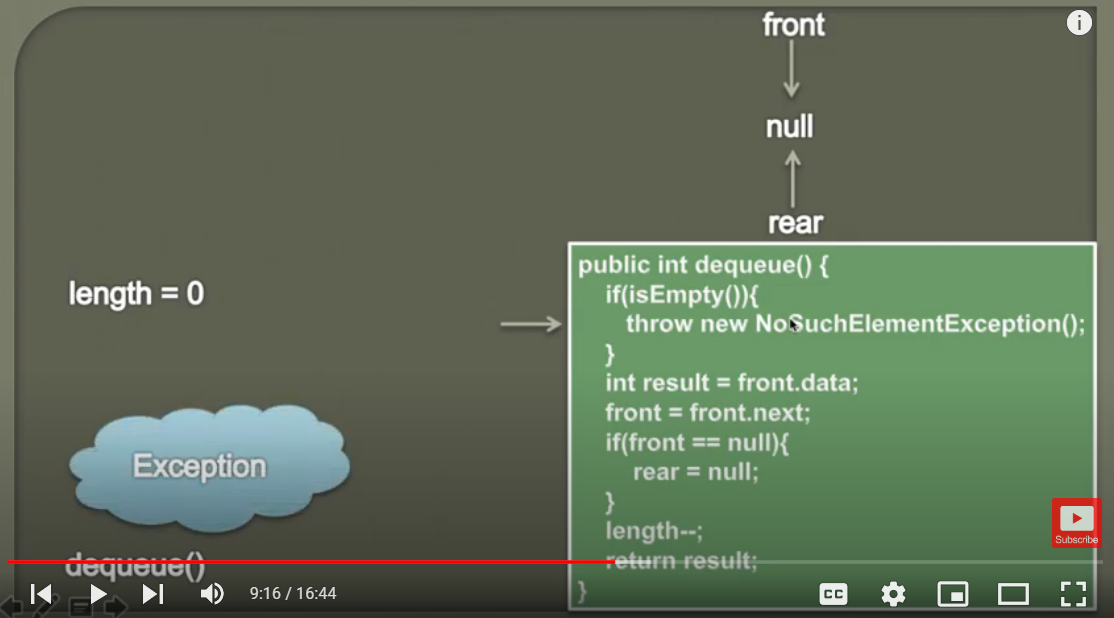 front
null
rear
length = 0
public int dequeue() {
if(isEmpty()){
throw new NoSuchElementException();
}
int result = front.data;
front = front.next;
if(front == null){
rear = null;
}
length--;
return result;
}
Exception
dequeue()
Subscribe
9:16 / 16:44
CC
i